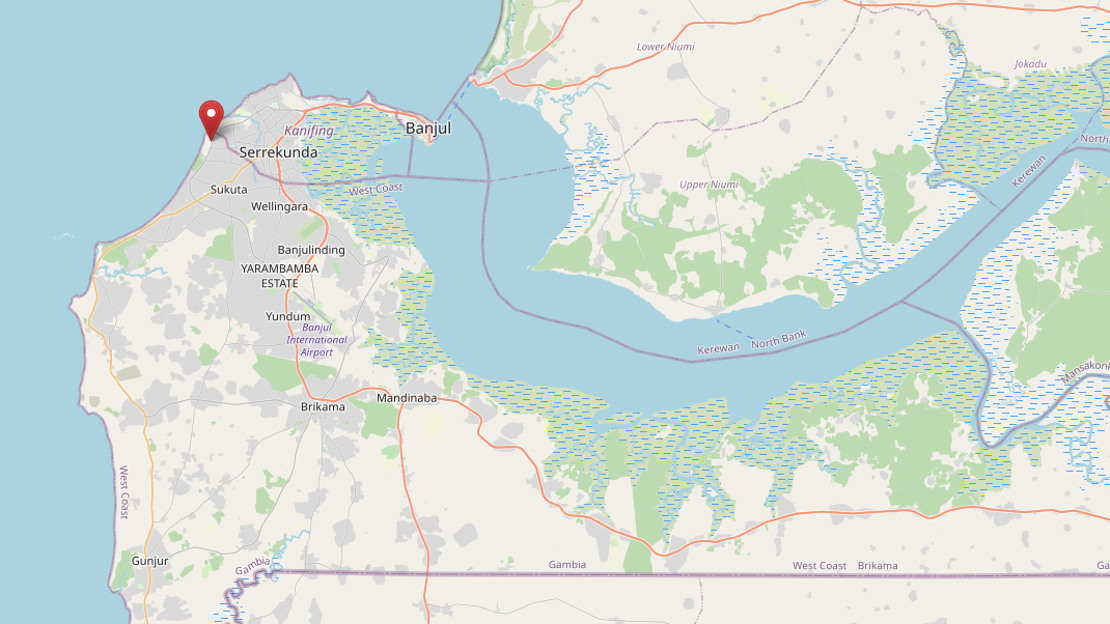 Lower Niumi
Jokadu
Banjul
Kanifing
North
Serrekunda
Kerewan
West Coast
Upper Niumi
Sukuta
Wellingara
Banjulinding
YARAMBAMBA
ESTATE
Yundum
Banjul
International
Airport
Kerewan
North Bank
Brikama
Mandinaba
West Coast
Gunjur
Gambia
Gambia
West Coast
Brikama
Ga